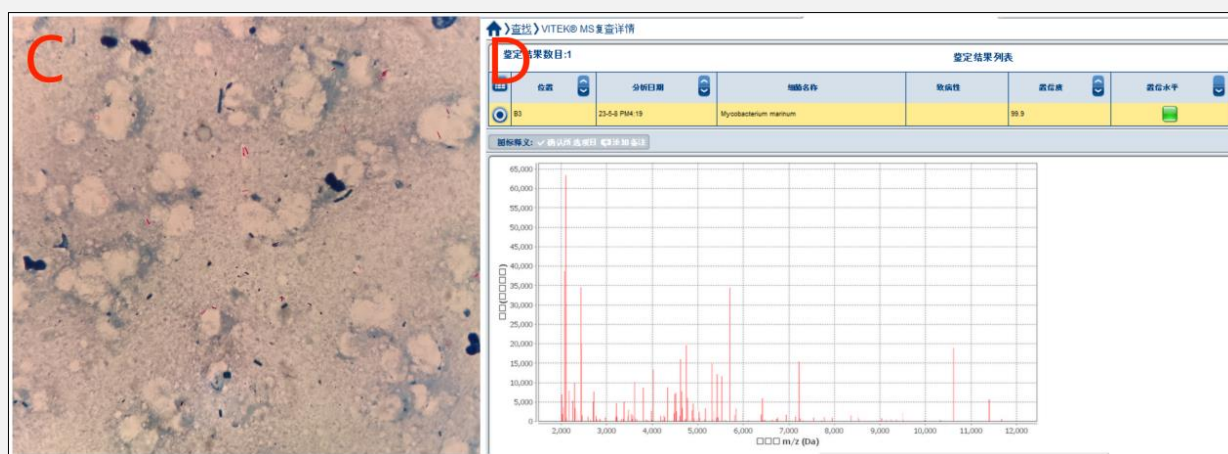 C
D
查找 VITEK® MS复查详情
鉴定结果数目:1
鉴定结果列表
位置 分析日期 细菌名称 致病性 置信度 置信水平
B3 23-5-8 PM4:19 Mycobacterium marinum 99.9
图标释义: 确认所选项目 添加备注
65,000
60,000
55,000
50,000
45,000
40,000
35,000
30,000
25,000
20,000
15,000
10,000
5,000
0
2,000 3,000 4,000 5,000 6,000 7,000 8,000 9,000 10,000 11,000 12,000
□□(□□□□)
□□□ m/z (Da)